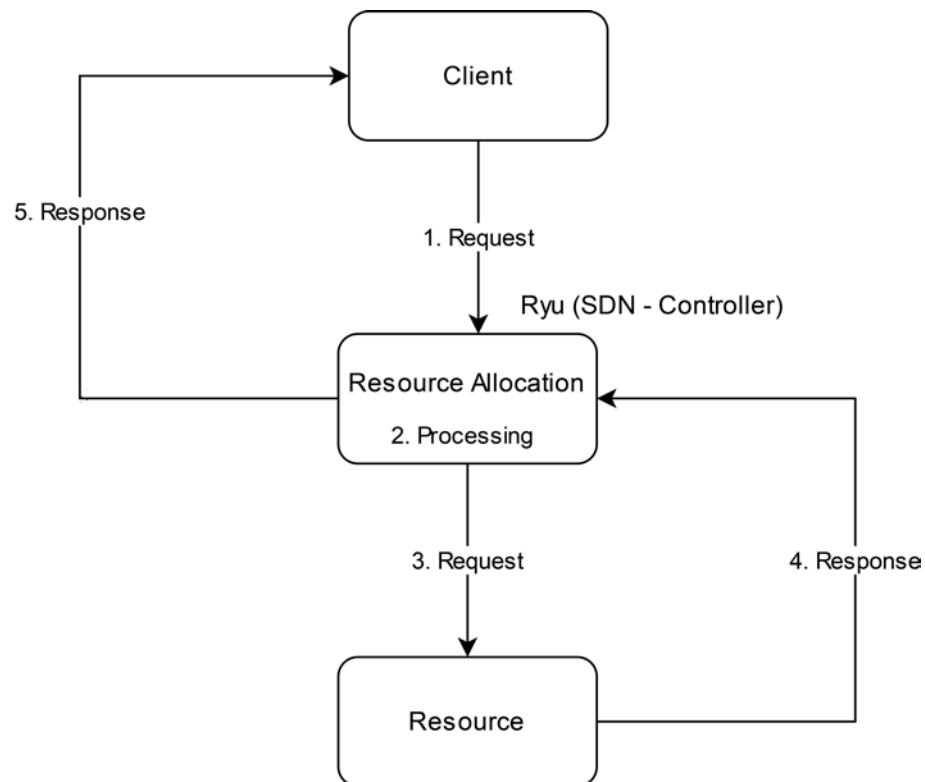 Client
5. Response
1. Request
Ryu (SDN - Controller)
Resource Allocation
2. Processing
3. Request
4. Response
Resource